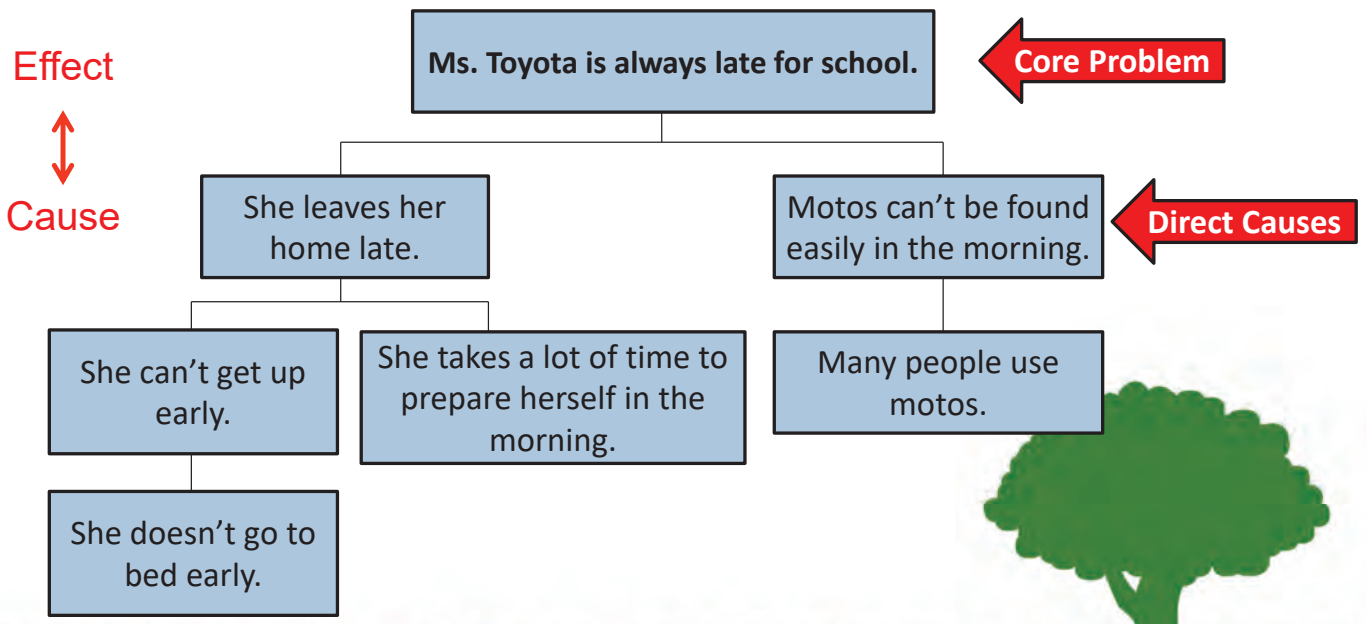 Ms. Toyota is always late for school.
Core Problem
Effect
Cause
She leaves her
home late.
Motos can’t be found
easily in the morning.
Direct Causes
She can’t get up
early.
She takes a lot of time to
prepare herself in the
morning.
Many people use
motos.
She doesn’t go to
bed early.